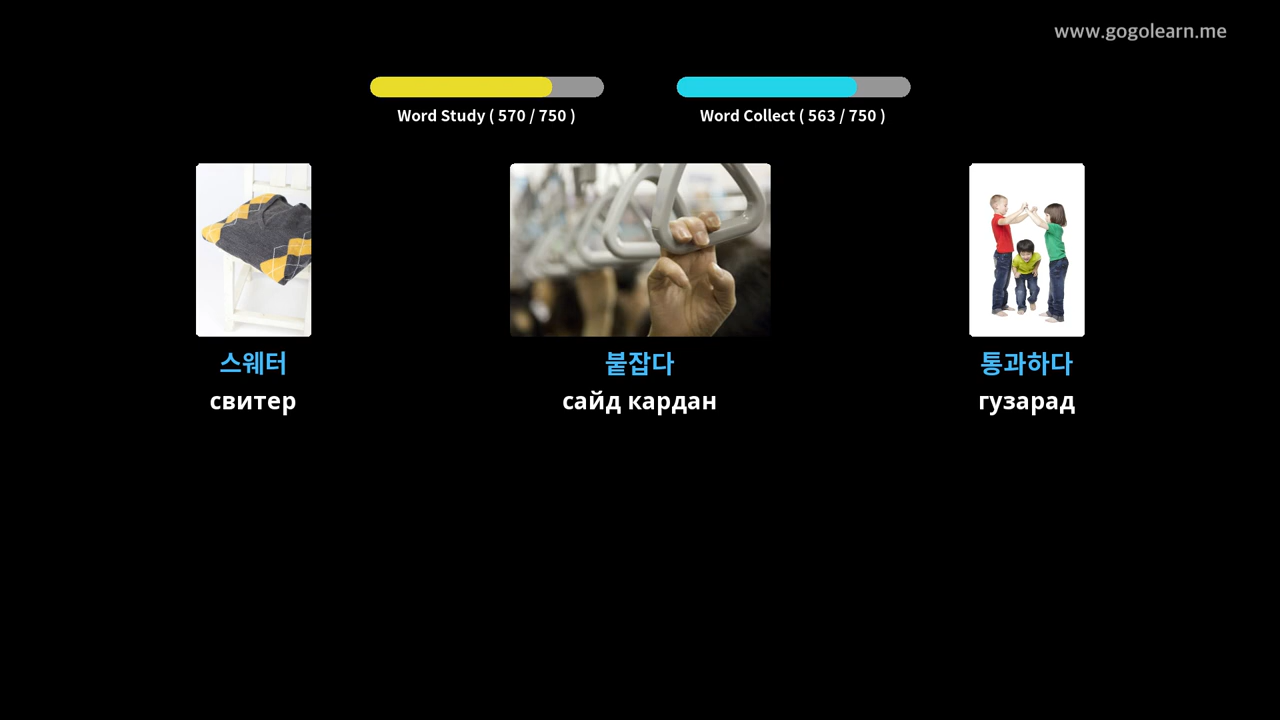 www.gogolearn.me
Word Study ( 570 / 750 )
Word Collect ( 563 / 750 )
스웨터
붙잡다
통과하다
свитер
сайд кардан
гузарад